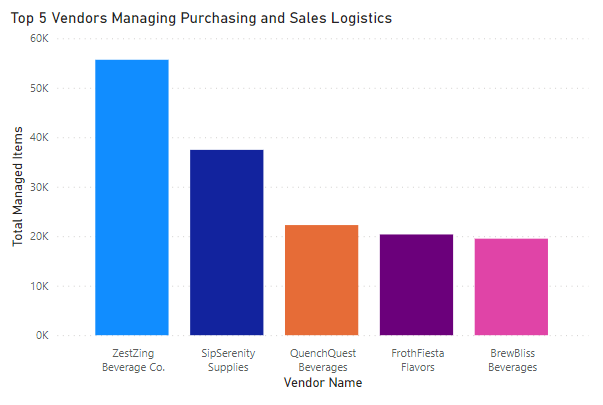 Top 5 Vendors Managing Purchasing and Sales Logistics
60K
50K
40K
30K
20K
10K
0K
Total Managed Items
ZestZing
Beverage Co.
SipSerenity
Supplies
QuenchQuest
Beverages
FrothFiesta
Flavors
BrewBliss
Beverages
Vendor Name